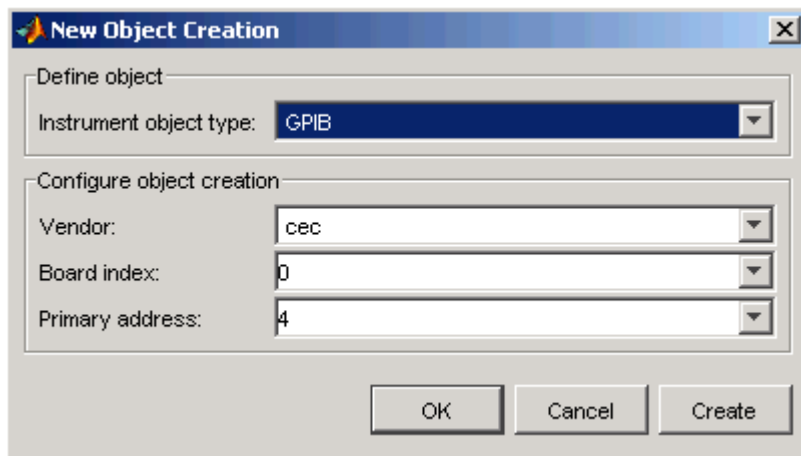 New Object Creation
Define object
Instrument object type: GPIB
Configure object creation
Vendor: cec
Board index: 0
Primary address: 4
OK Cancel Create